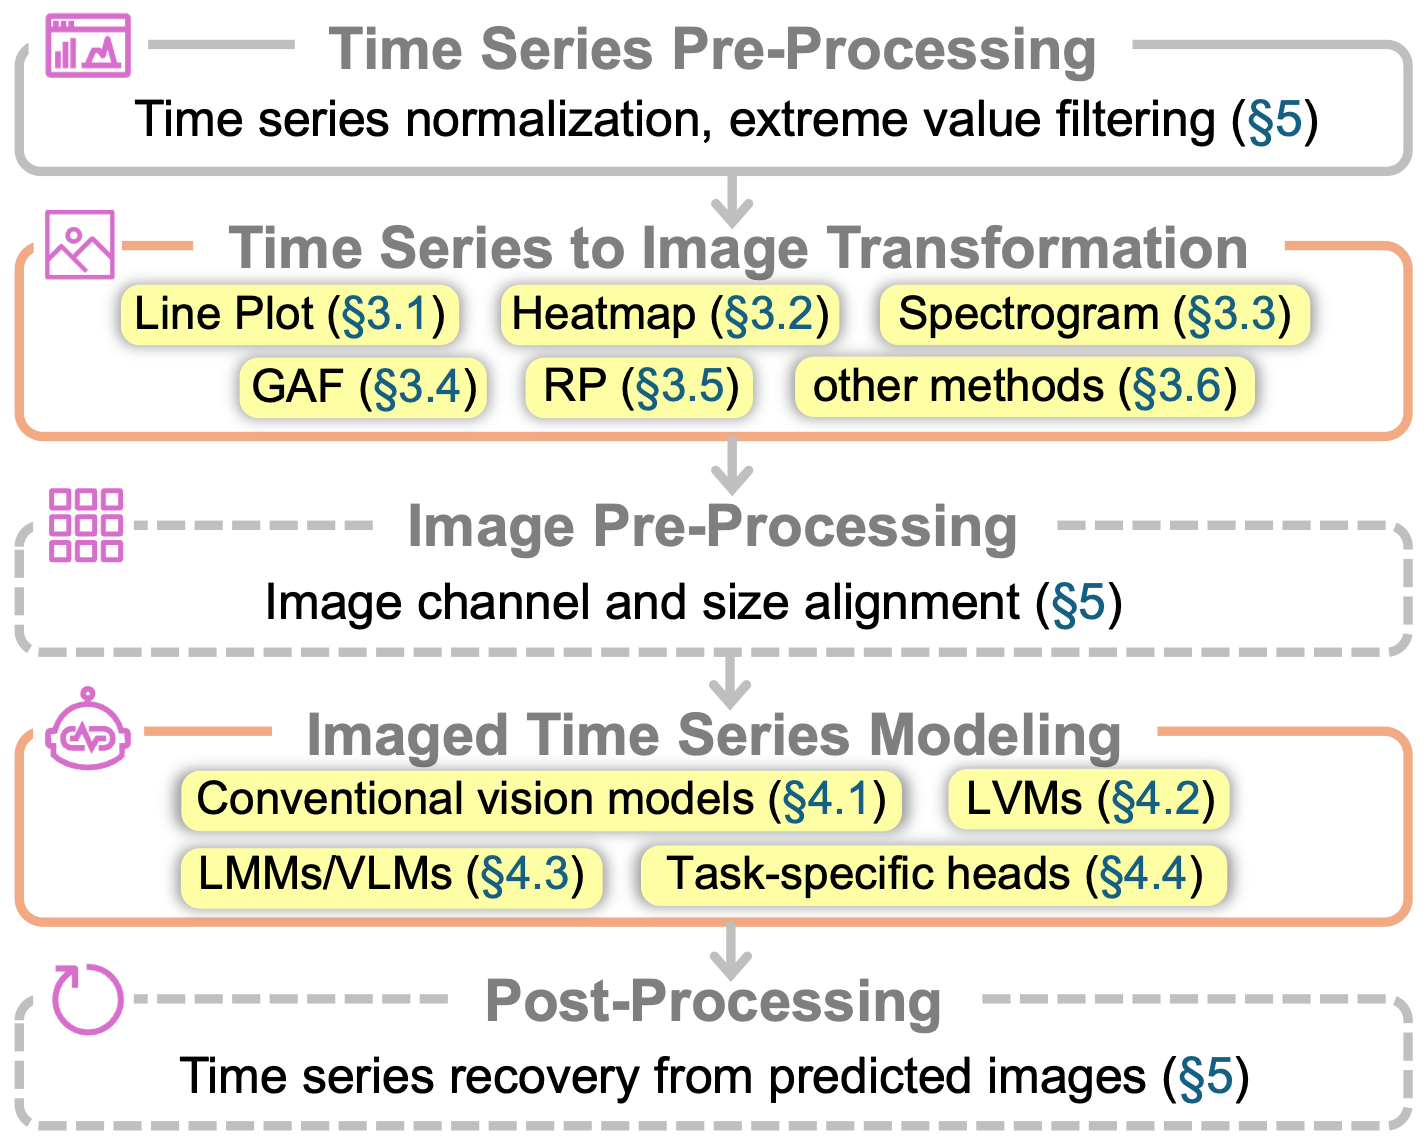 Time Series Pre-Processing
Time series normalization, extreme value filtering (§5)
Time Series to Image Transformation
Line Plot (§3.1) Heatmap (§3.2) Spectrogram (§3.3)
GAF (§3.4) RP (§3.5) other methods (§3.6)
Image Pre-Processing
Image channel and size alignment (§5)
Imaged Time Series Modeling
Conventional vision models (§4.1) LVMs (§4.2)
LMMs/VLMs (§4.3) Task-specific heads (§4.4)
Post-Processing
Time series recovery from predicted images (§5)